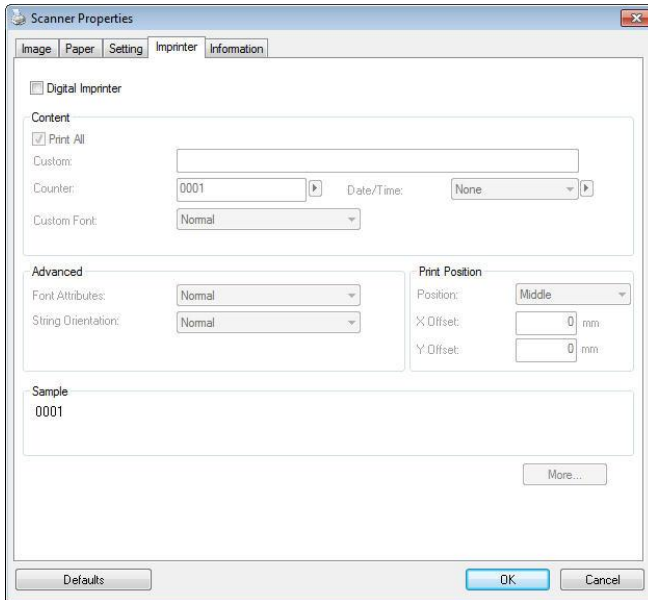 Scanner Properties
Image Paper Setting Imprinter Information
Digital Imprinter
Content
Print All
Custom:
Counter: 0001 Date/Time: None
Custom Font: Normal
Advanced
Font Attributes: Normal
String Orientation: Normal
Print Position
Position: Middle
X Offset: 0 mm
Y Offset: 0 mm
Sample
0001
More...
Defaults OK Cancel